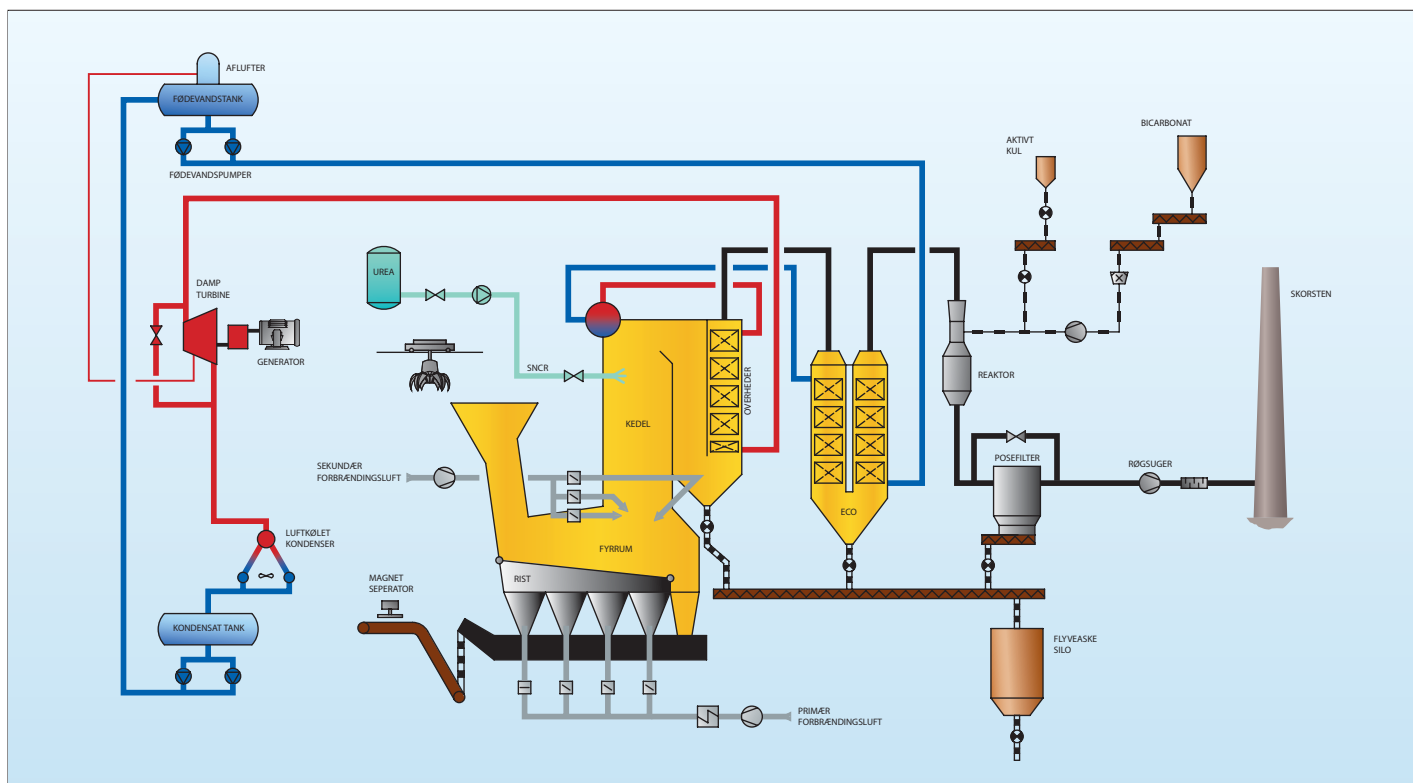 AFLUFTER
FØDEVANDSTANK
FØDEVANDSPUMPER
BICARBONAT
AKTIVT
KUL
UREA
DAMP
TURBINE
GENERATOR
SNCR
SKORSTEN
REAKTOR
OVERHEDER
KEDEL
SEKUNDÆR
FORBRÆNDINGSLUFT
POSEFILTER
RØGSUGER
ECO
LUFTKØLET
KONDENSER
FYRRUM
RIST
MAGNET
SEPERATOR
KONDENSAT TANK
FLYVEASKE
SILO
PRIMÆR
FORBRÆNDINGSLUFT